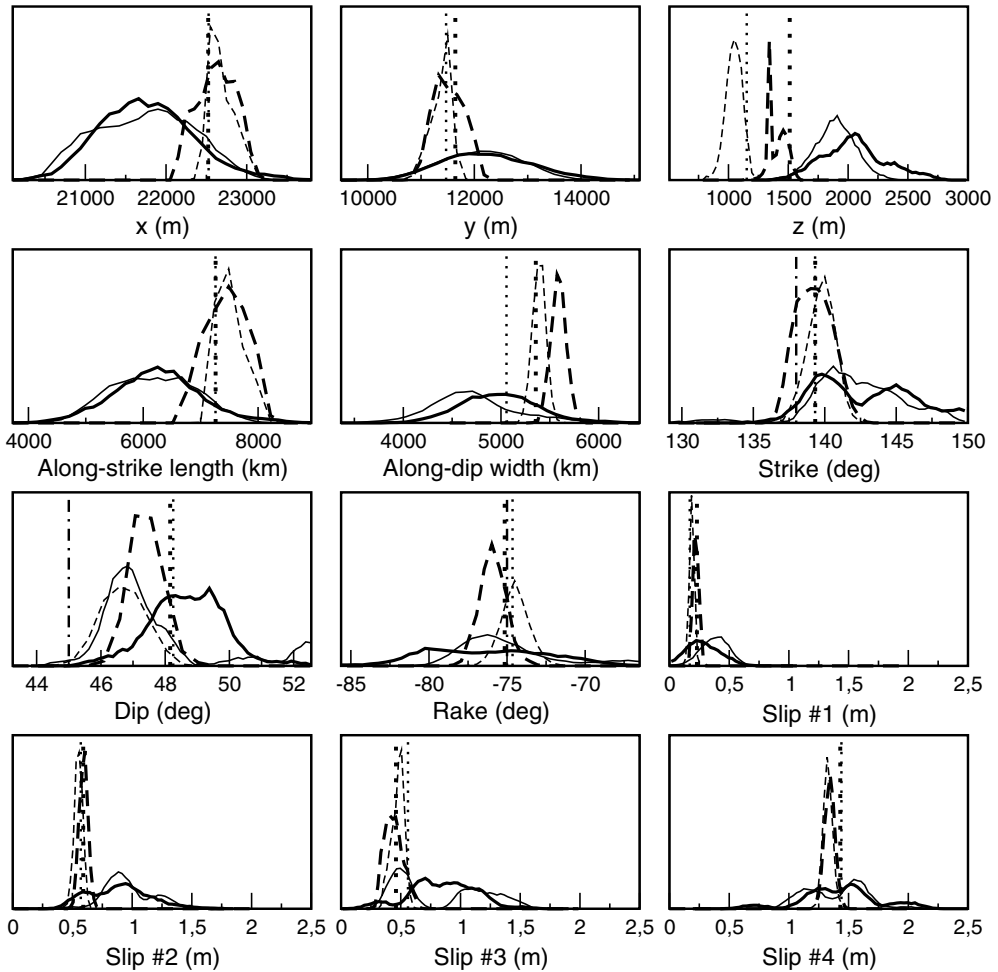 21000 22000 23000
x (m)
10000 12000 14000
y (m)
1000 1500 2000 2500 3000
z (m)
4000 6000 8000
Along-strike length (km)
4000 5000 6000
Along-dip width (km)
130 135 140 145 150
Strike (deg)
44 46 48 50 52
Dip (deg)
-85 -80 -75 -70
Rake (deg)
0 0,5 1 1,5 2 2,5
Slip #1 (m)
0 0,5 1 1,5 2 2,5
Slip #2 (m)
0 0,5 1 1,5 2 2,5
Slip #3 (m)
0 0,5 1 1,5 2 2,5
Slip #4 (m)